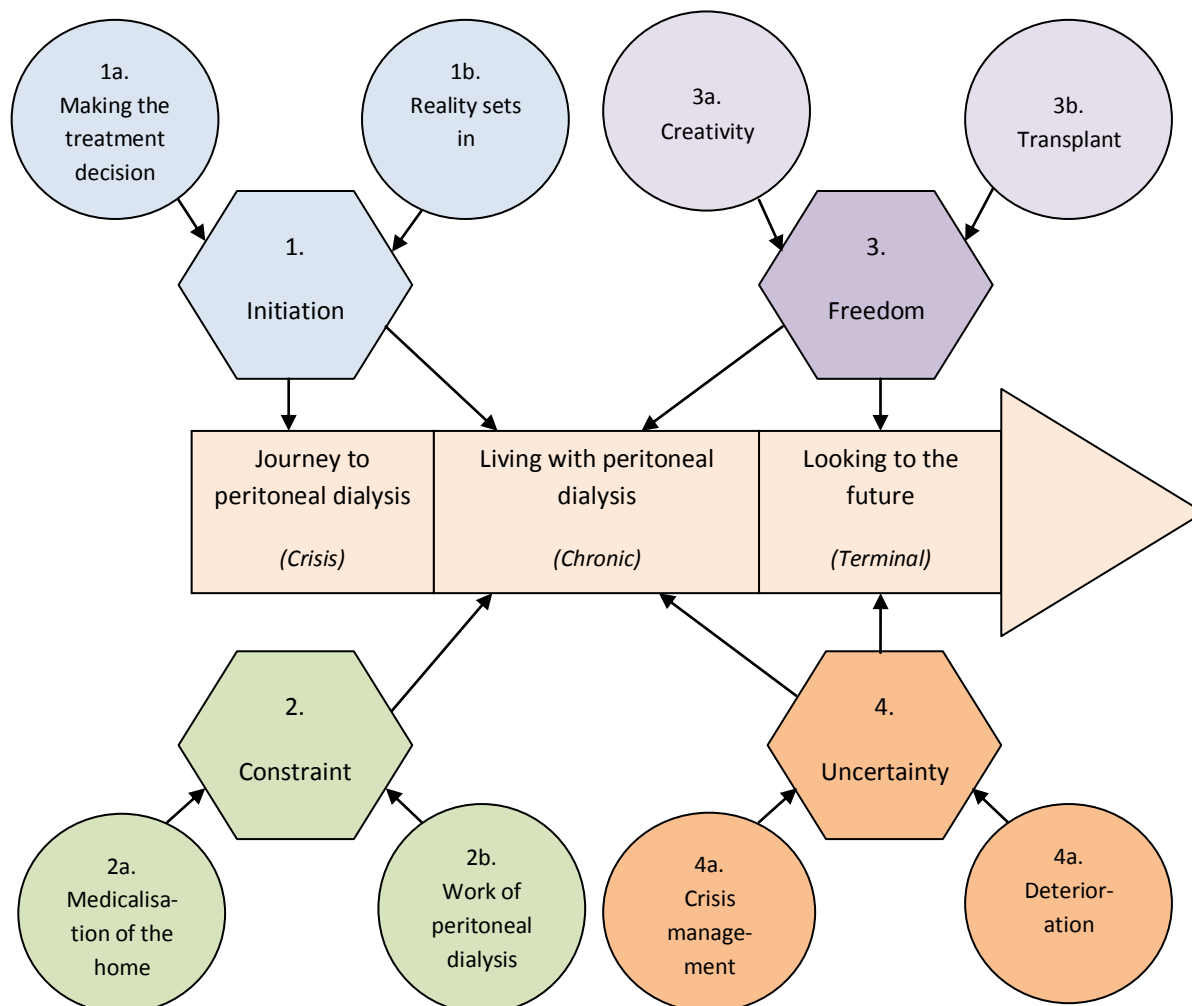 1a.
Making the
treatment
decision
1b.
Reality sets
in
3a.
Creativity
3b.
Transplant
1.
Initiation
3.
Freedom
Journey to
peritoneal dialysis
(Crisis)
Living with peritoneal
dialysis
(Chronic)
Looking to the
future
(Terminal)
2.
Constraint
4.
Uncertainty
2a.
Medicalisa-
tion of the
home
2b.
Work of
peritoneal
dialysis
4a.
Crisis
manage-
ment
4a.
Deterior-
ation